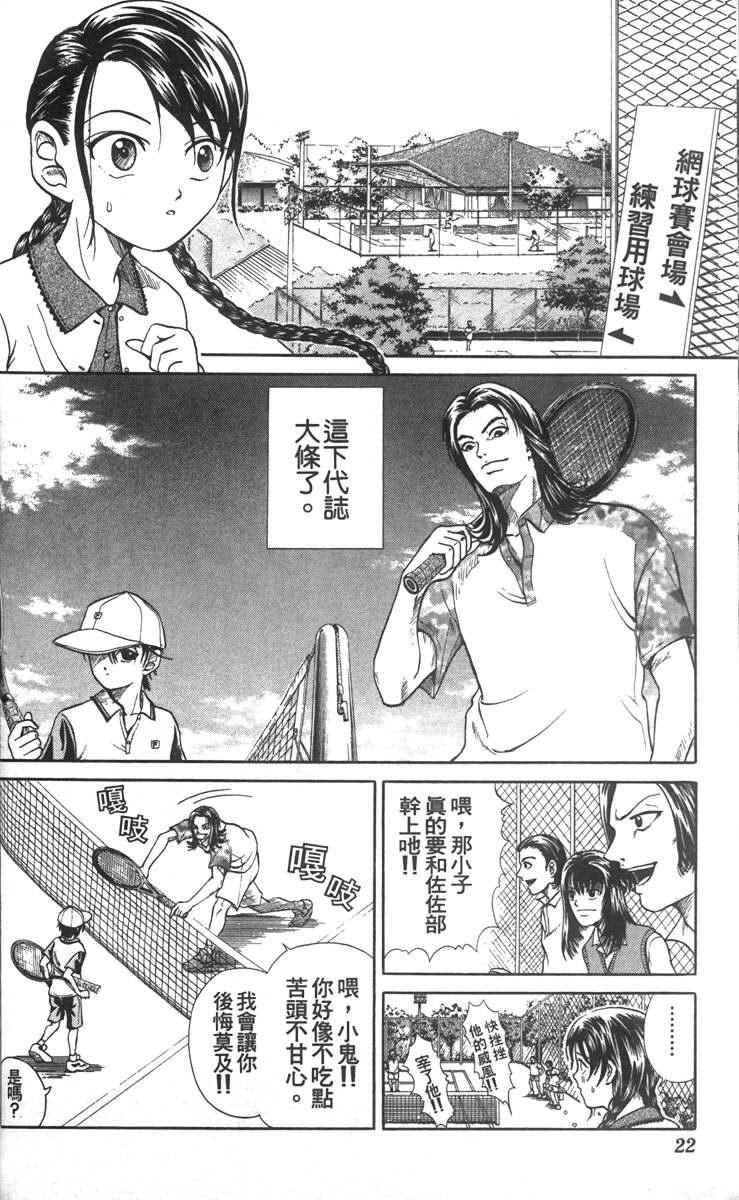 網球賽會場→
練習用球場←
這下代誌
大條了。
喂，那小子
真的要和佐佐部
幹上吔!!
………
快挫挫
他的威風!!
宰了他!!
嘎吱
嘎吱
喂，小鬼!!
你好像不吃點
苦頭不甘心。
我會讓你
後悔莫及!!
是嗎？
22